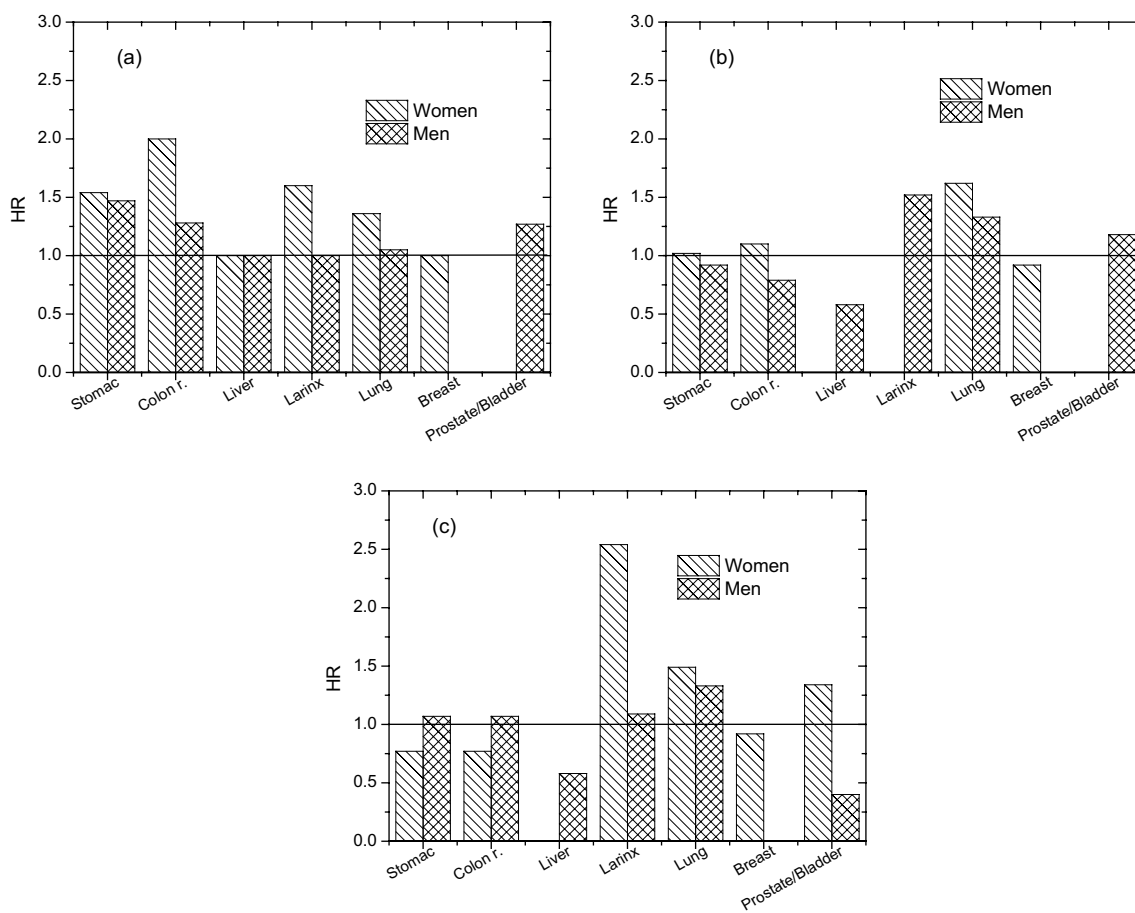 3.0
(a)
2.5
Women
Men
2.0
HR
1.5
1.0
0.5
0.0
Stomac
Colon r.
Liver
Larinx
Lung
Breast
Prostate/Bladder
3.0
(b)
2.5
Women
Men
2.0
HR
1.5
1.0
0.5
0.0
Stomac
Colon r.
Liver
Larinx
Lung
Breast
Prostate/Bladder
3.0
(c)
2.5
Women
Men
2.0
HR
1.5
1.0
0.5
0.0
Stomac
Colon r.
Liver
Larinx
Lung
Breast
Prostate/Bladder